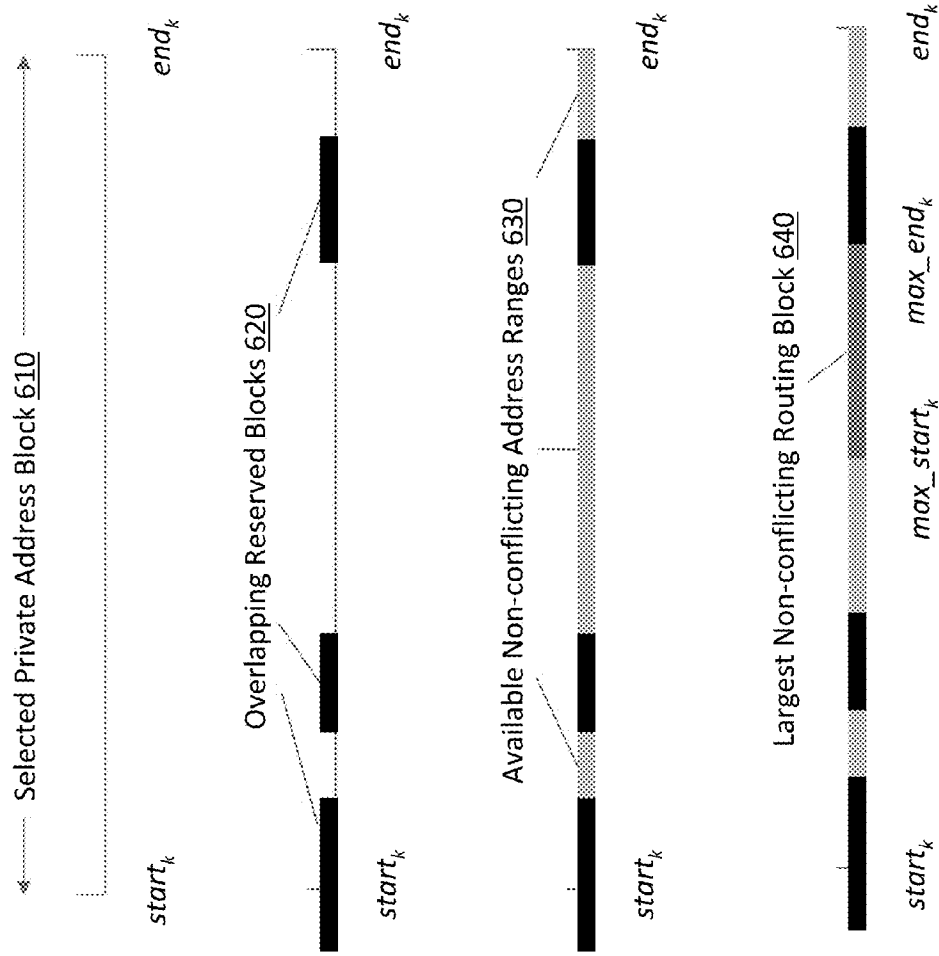 Selected Private Address Block 610
start_k end_k
Overlapping Reserved Blocks 620
start_k end_k
Available Non-conflicting Address Ranges 630
start_k end_k
Largest Non-conflicting Routing Block 640
start_k max_start_k max_end_k end_k